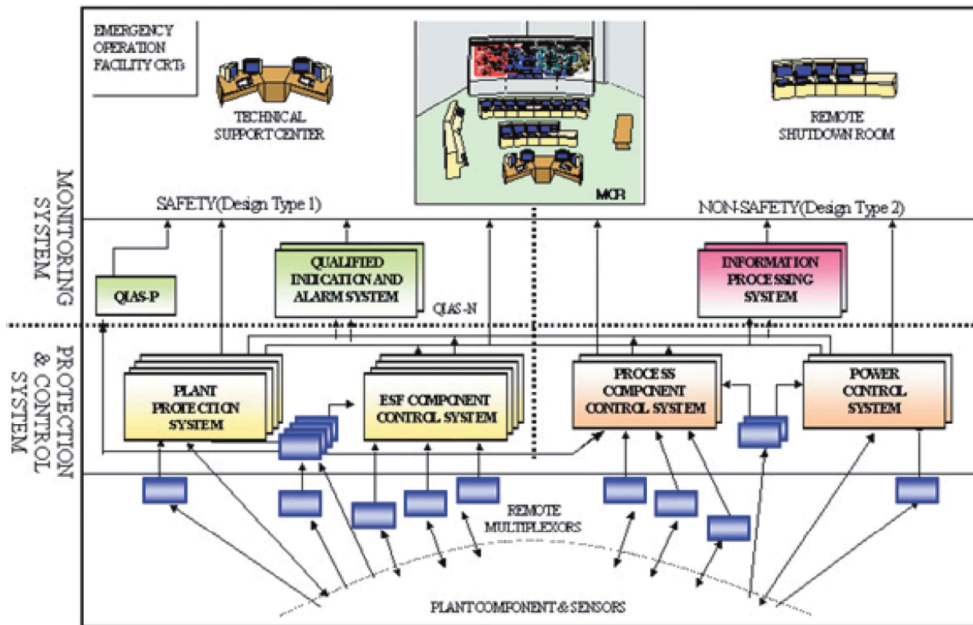 EMERGENCY
OPERATION
FACILITY CRTs
TECHNICAL
SUPPORT CENTER
MCR
REMOTE
SHUTDOWN ROOM
MONITORING
SYSTEM
SAFETY(Design Type 1)
NON-SAFETY(Design Type 2)
QIAS-P
QUALIFIED
INDICATION AND
ALARM SYSTEM
QIAS-N
INFORMATION
PROCESSING
SYSTEM
PROTECTION
& CONTROL
SYSTEM
PLANT
PROTECTION
SYSTEM
ESF COMPONENT
CONTROL SYSTEM
PROCESS
COMPONENT
CONTROL SYSTEM
POWER
CONTROL
SYSTEM
REMOTE
MULTIPLEXORS
PLANT COMPONENT & SENSORS